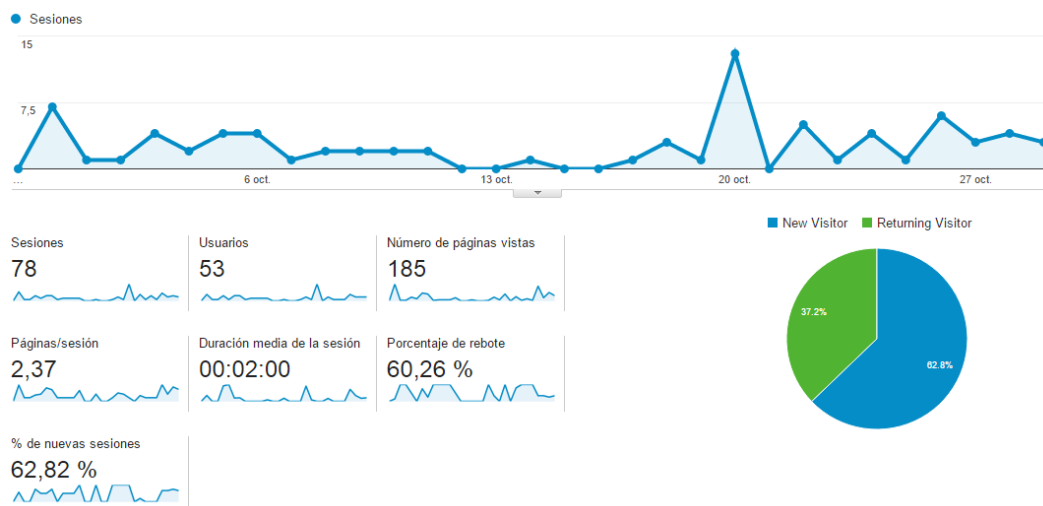 Sesiones
15
7,5
...
6 oct.
13 oct.
20 oct.
27 oct.
New Visitor
Returning Visitor
Sesiones
Usuarios
Número de páginas vistas
78
53
185
37.2%
62.8%
Páginas/sesión
Duración media de la sesión
Porcentaje de rebote
2,37
00:02:00
60,26 %
% de nuevas sesiones
62,82 %